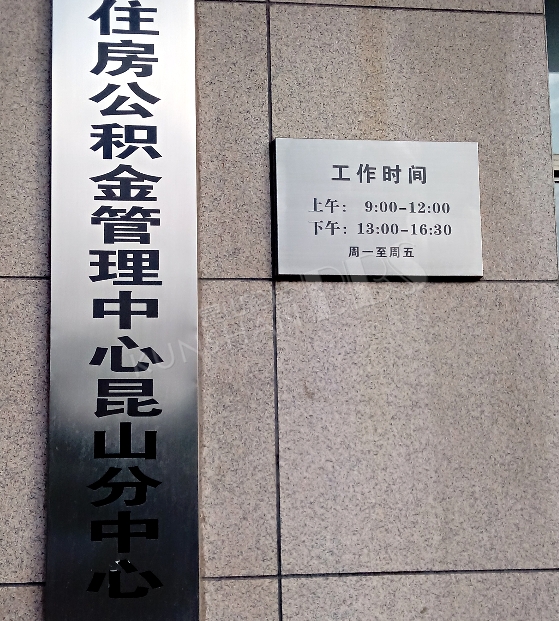 住房公积金管理中心昆山分中心
工作时间
上午： 9:00-12:00
下午：13:00-16:30
周一至周五